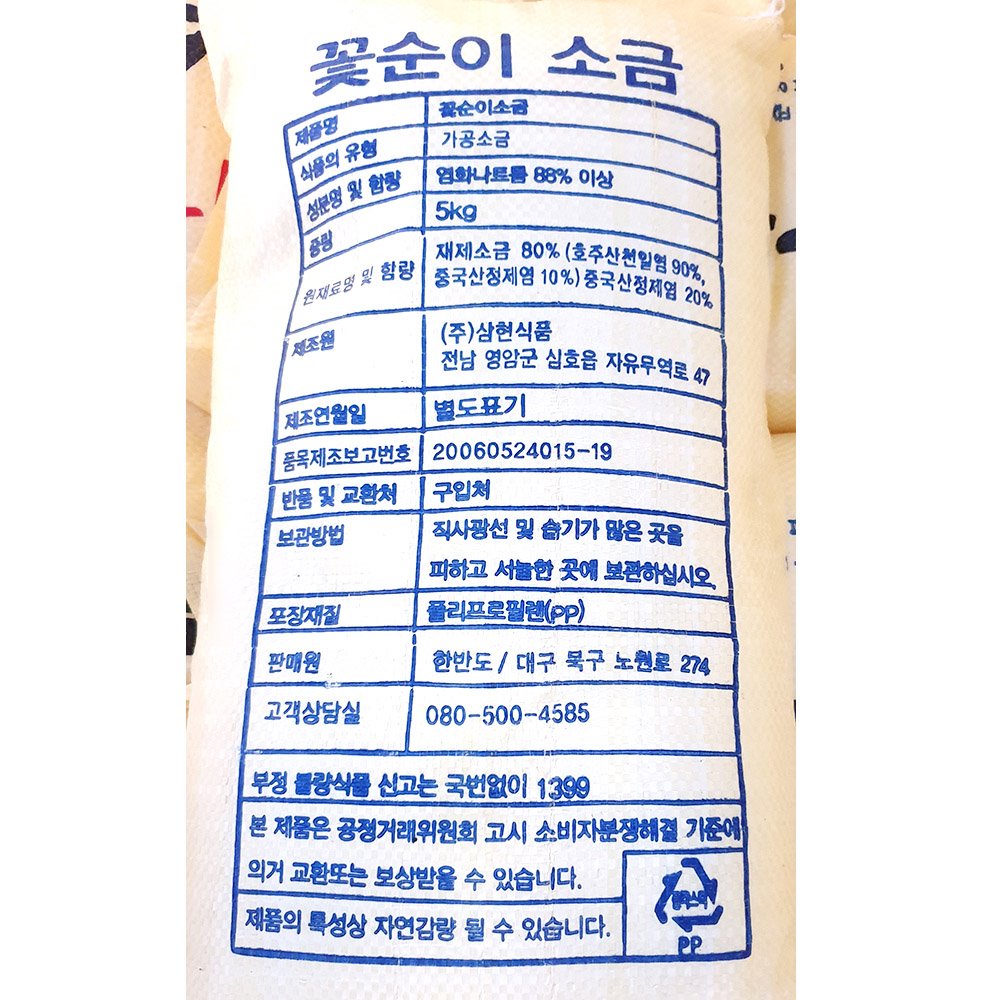 꽃순이 소금
제품명 꽃순이소금
식품의 유형 가공소금
성분명 및 함량 염화나트륨 88% 이상
중량 5kg
원재료명 및 함량 재제소금 80% (호주산천일염 90%,
중국산정제염 10%) 중국산정제염 20%
제조원 (주)삼현식품
전남 영암군 삼호읍 자유무역로 47
제조연월일 별도표기
품목제조보고번호 20060524015-19
반품 및 교환처 구입처
보관방법 직사광선 및 습기가 많은 곳을
피하고 서늘한 곳에 보관하십시오.
포장재질 폴리프로필렌(PP)
판매원 한반도 / 대구 북구 노원로 274
고객상담실 080-500-4585
부정 불량식품 신고는 국번없이 1399
본 제품은 공정거래위원회 고시 소비자분쟁해결 기준에
의거 교환또는 보상받을 수 있습니다.
제품의 특성상 자연감량 될 수 있습니다.
PP